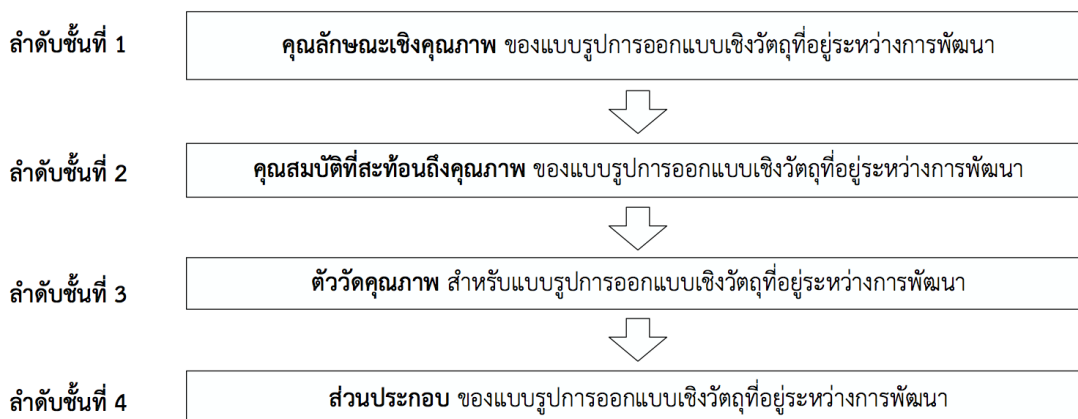 ลำดับชั้นที่ 1 คุณลักษณะเชิงคุณภาพ ของแบบรูปการออกแบบเชิงวัตถุที่อยู่ระหว่างการพัฒนา
ลำดับชั้นที่ 2 คุณสมบัติที่สะท้อนถึงคุณภาพ ของแบบรูปการออกแบบเชิงวัตถุที่อยู่ระหว่างการพัฒนา
ลำดับชั้นที่ 3 ตัววัดคุณภาพ สำหรับแบบรูปการออกแบบเชิงวัตถุที่อยู่ระหว่างการพัฒนา
ลำดับชั้นที่ 4 ส่วนประกอบ ของแบบรูปการออกแบบเชิงวัตถุที่อยู่ระหว่างการพัฒนา